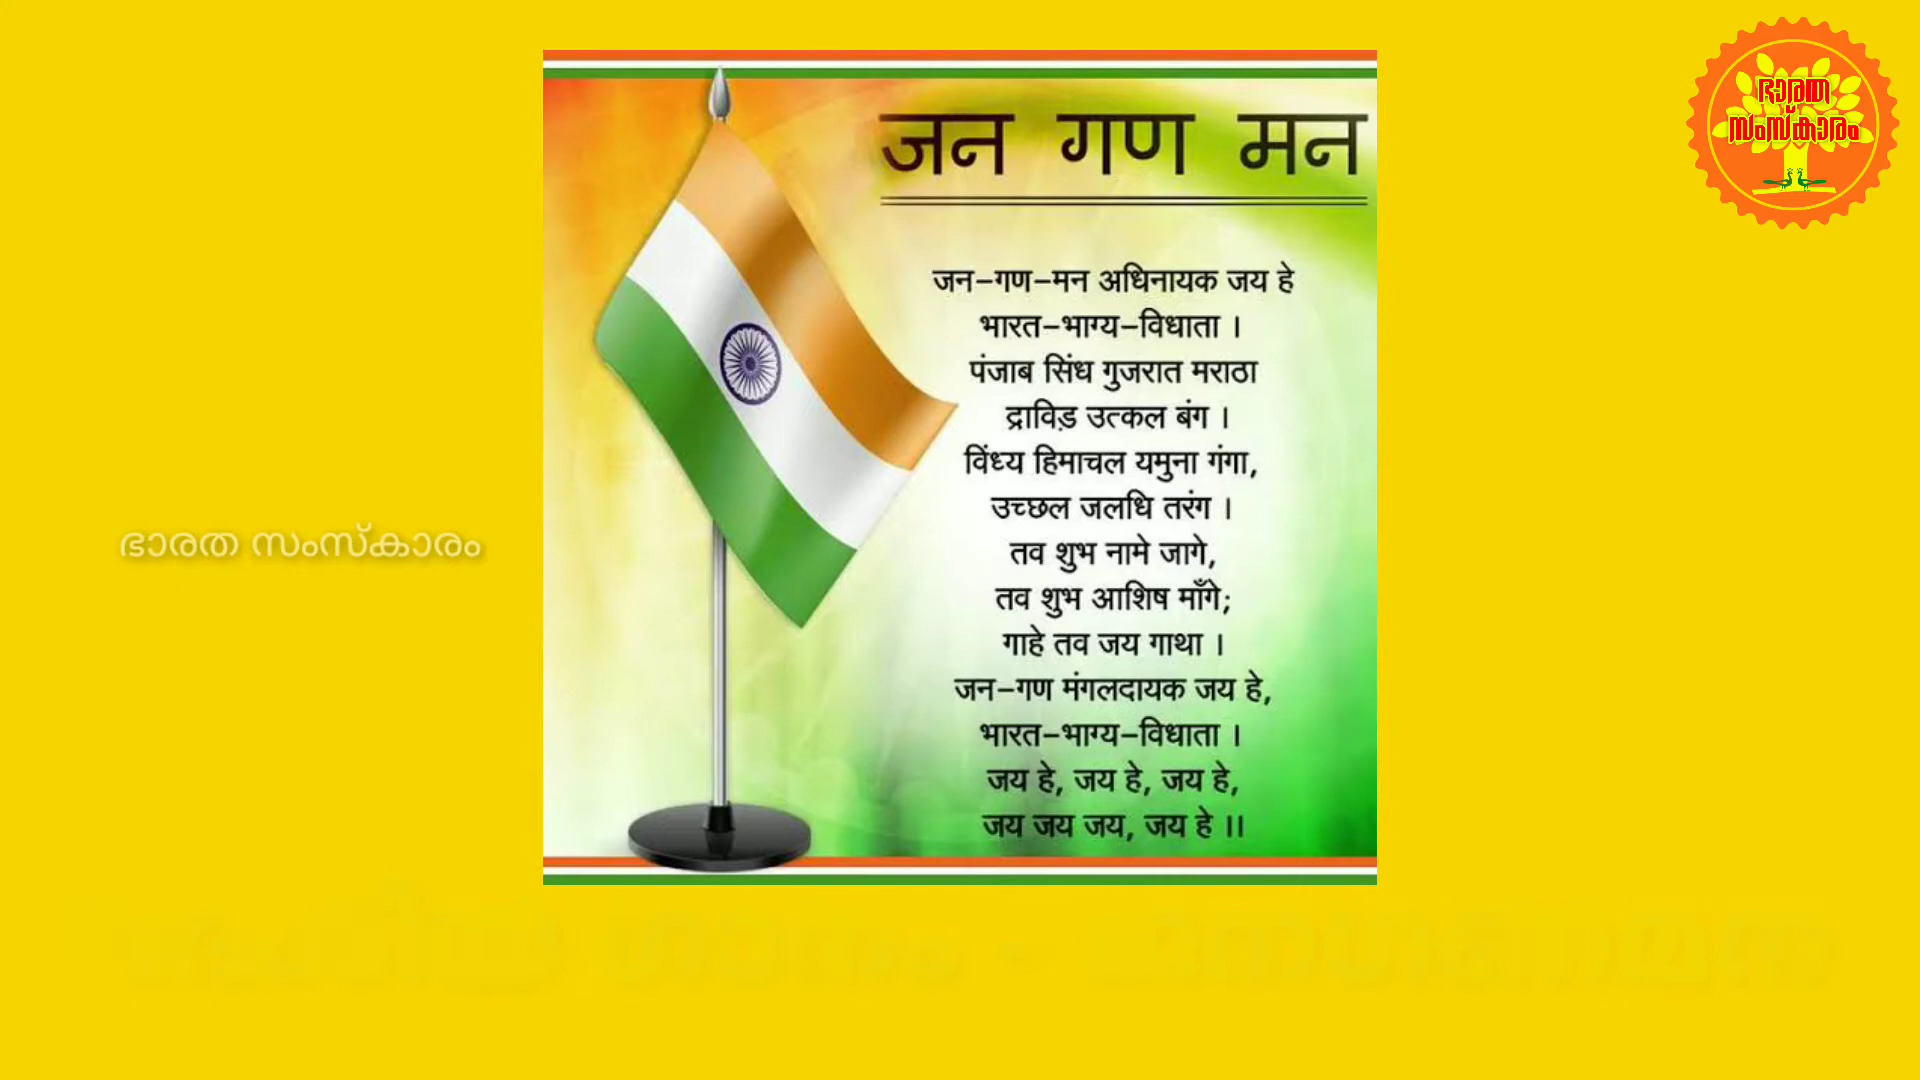 भारत
ഭാരത
സംസ്കാരം
जन गण मन
जन–गण–मन अधिनायक जय हे
भारत–भाग्य–विधाता ।
पंजाब सिंध गुजरात मराठा
द्राविड़ उत्कल बंग ।
विंध्य हिमाचल यमुना गंगा,
उच्छल जलधि तरंग ।
ഭാരത സംസ്കാരം
तव शुभ नामे जागे,
तव शुभ आशिष माँगे;
गाहे तव जय गाथा ।
जन–गण मंगलदायक जय हे,
भारत–भाग्य–विधाता ।
जय हे, जय हे, जय हे,
जय जय जय, जय हे ।।